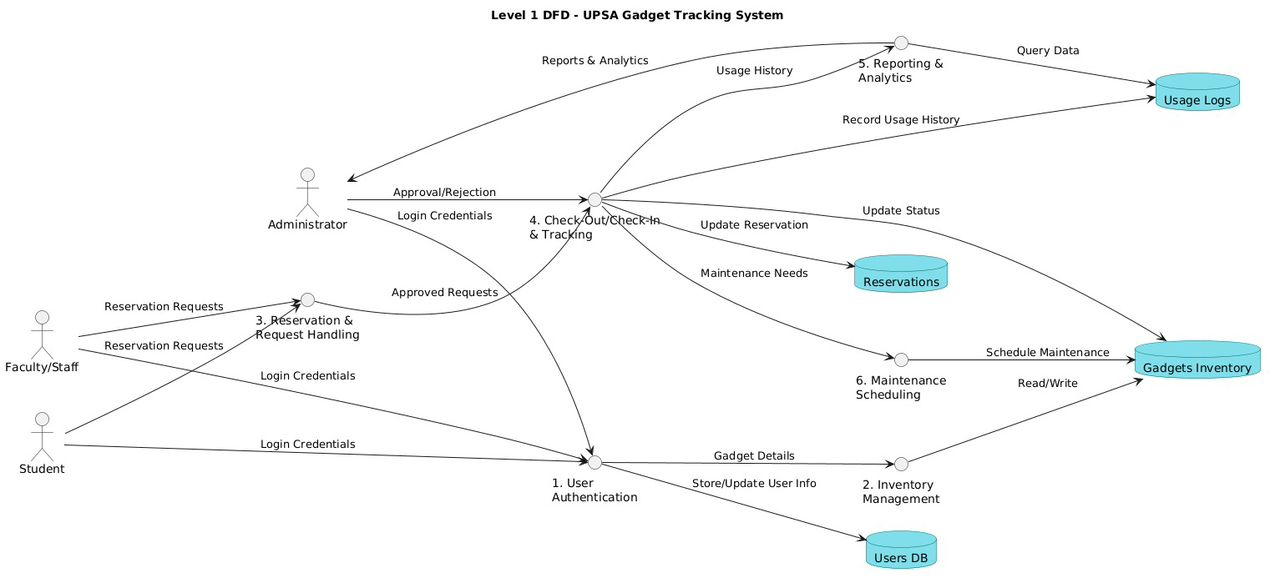 Level 1 DFD - UPSA Gadget Tracking System
Reports & Analytics
Usage History
5. Reporting &
Analytics
Query Data
Usage Logs
Record Usage History
Administrator
Approval/Rejection
Login Credentials
4. Check-Out/Check-In
& Tracking
Update Status
Update Reservation
Reservations
Maintenance Needs
Approved Requests
Reservation Requests
3. Reservation &
Request Handling
Faculty/Staff
Reservation Requests
Login Credentials
Schedule Maintenance
Gadgets Inventory
6. Maintenance
Scheduling
Read/Write
Student
Login Credentials
1. User
Authentication
Gadget Details
2. Inventory
Management
Store/Update User Info
Users DB